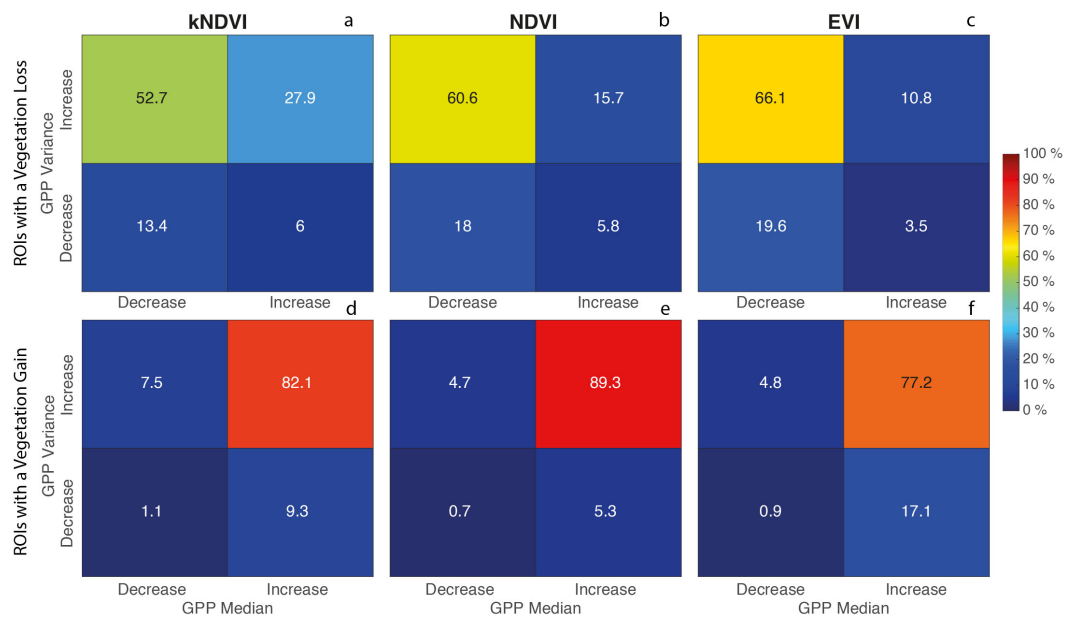 kNDVI a NDVI b EVI c
ROIs with a Vegetation Loss
GPP Variance
Increase
Decrease
52.7 27.9 60.6 15.7 66.1 10.8
13.4 6 18 5.8 19.6 3.5
Decrease Increase Decrease Increase Decrease Increase
100 %
90 %
80 %
70 %
60 %
50 %
40 %
30 %
20 %
10 %
0 %
d e f
ROIs with a Vegetation Gain
GPP Variance
Increase
Decrease
7.5 82.1 4.7 89.3 4.8 77.2
1.1 9.3 0.7 5.3 0.9 17.1
Decrease Increase Decrease Increase Decrease Increase
GPP Median GPP Median GPP Median